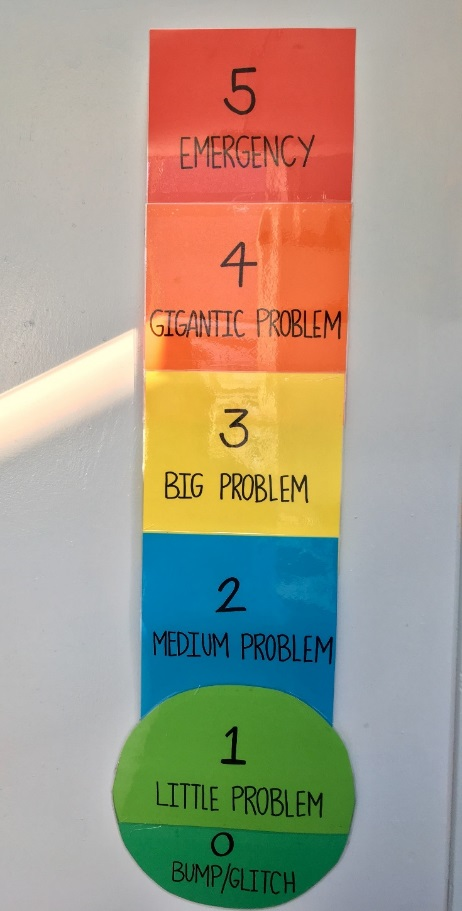 5
EMERGENCY
4
GIGANTIC PROBLEM
3
BIG PROBLEM
2
MEDIUM PROBLEM
1
LITTLE PROBLEM
0
BUMP/GLITCH